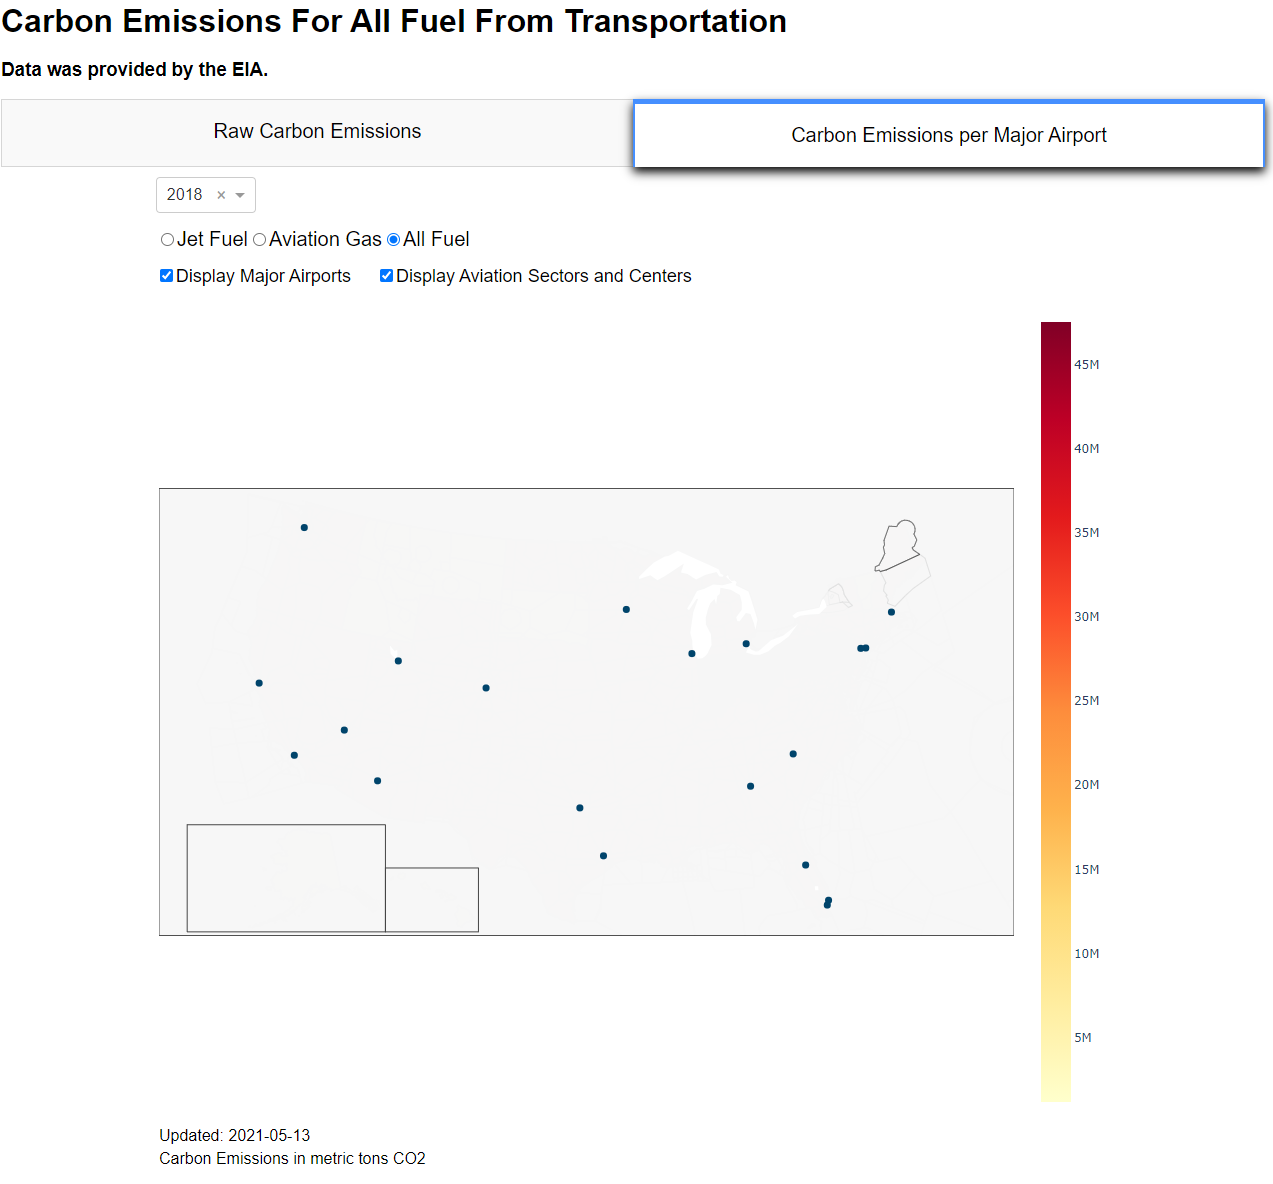 Carbon Emissions For All Fuel From Transportation
Data was provided by the EIA.
Raw Carbon Emissions
Carbon Emissions per Major Airport
2018 × 
Jet Fuel Aviation Gas All Fuel
Display Major Airports Display Aviation Sectors and Centers
45M
40M
35M
30M
25M
20M
15M
10M
5M
Updated: 2021-05-13
Carbon Emissions in metric tons CO2